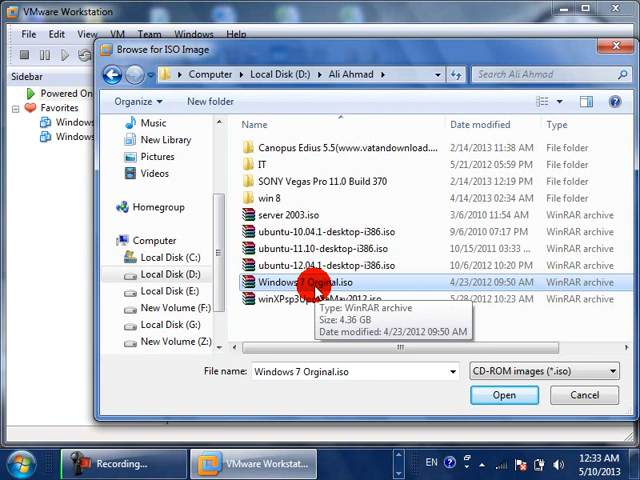 VMware Workstation
File Edit View VM Team Windows Help
Browse for ISO Image
Sidebar
Computer Local Disk (D:) Ali Ahmad
Search Ali Ahmad
Powered On
Favorites
Windows
Windows
Organize New folder
Music
New Library
Pictures
Videos
Homegroup
Computer
Local Disk (C:)
Local Disk (D:)
Local Disk (E:)
New Volume (F:)
Local Disk (G:)
New Volume (Z:)
Name Date modified Type
Canopus Edius 5.5(www.vatandownload.... 2/14/2013 11:38 AM File folder
IT 5/21/2012 05:59 PM File folder
SONY Vegas Pro 11.0 Build 370 2/14/2013 12:19 PM File folder
win 8 4/4/2013 02:34 AM File folder
server 2003.iso 3/6/2010 11:54 AM WinRAR archive
ubuntu-10.04.1-desktop-i386.iso 9/6/2010 07:17 PM WinRAR archive
ubuntu-11.10-desktop-i386.iso 10/15/2011 03:33 ... WinRAR archive
ubuntu-12.04.1-desktop-i386.iso 10/6/2012 10:20 PM WinRAR archive
Windows 7 Orginal.iso 4/23/2012 09:50 AM WinRAR archive
5/28/2012 10:23 AM WinRAR archive
Type: WinRAR archive
Size: 4.36 GB
Date modified: 4/23/2012 09:50 AM
File name: Windows 7 Orginal.iso CD-ROM images (*.iso)
Open Cancel
Recording...
VMware Workstat...
EN
12:33 AM
5/10/2013